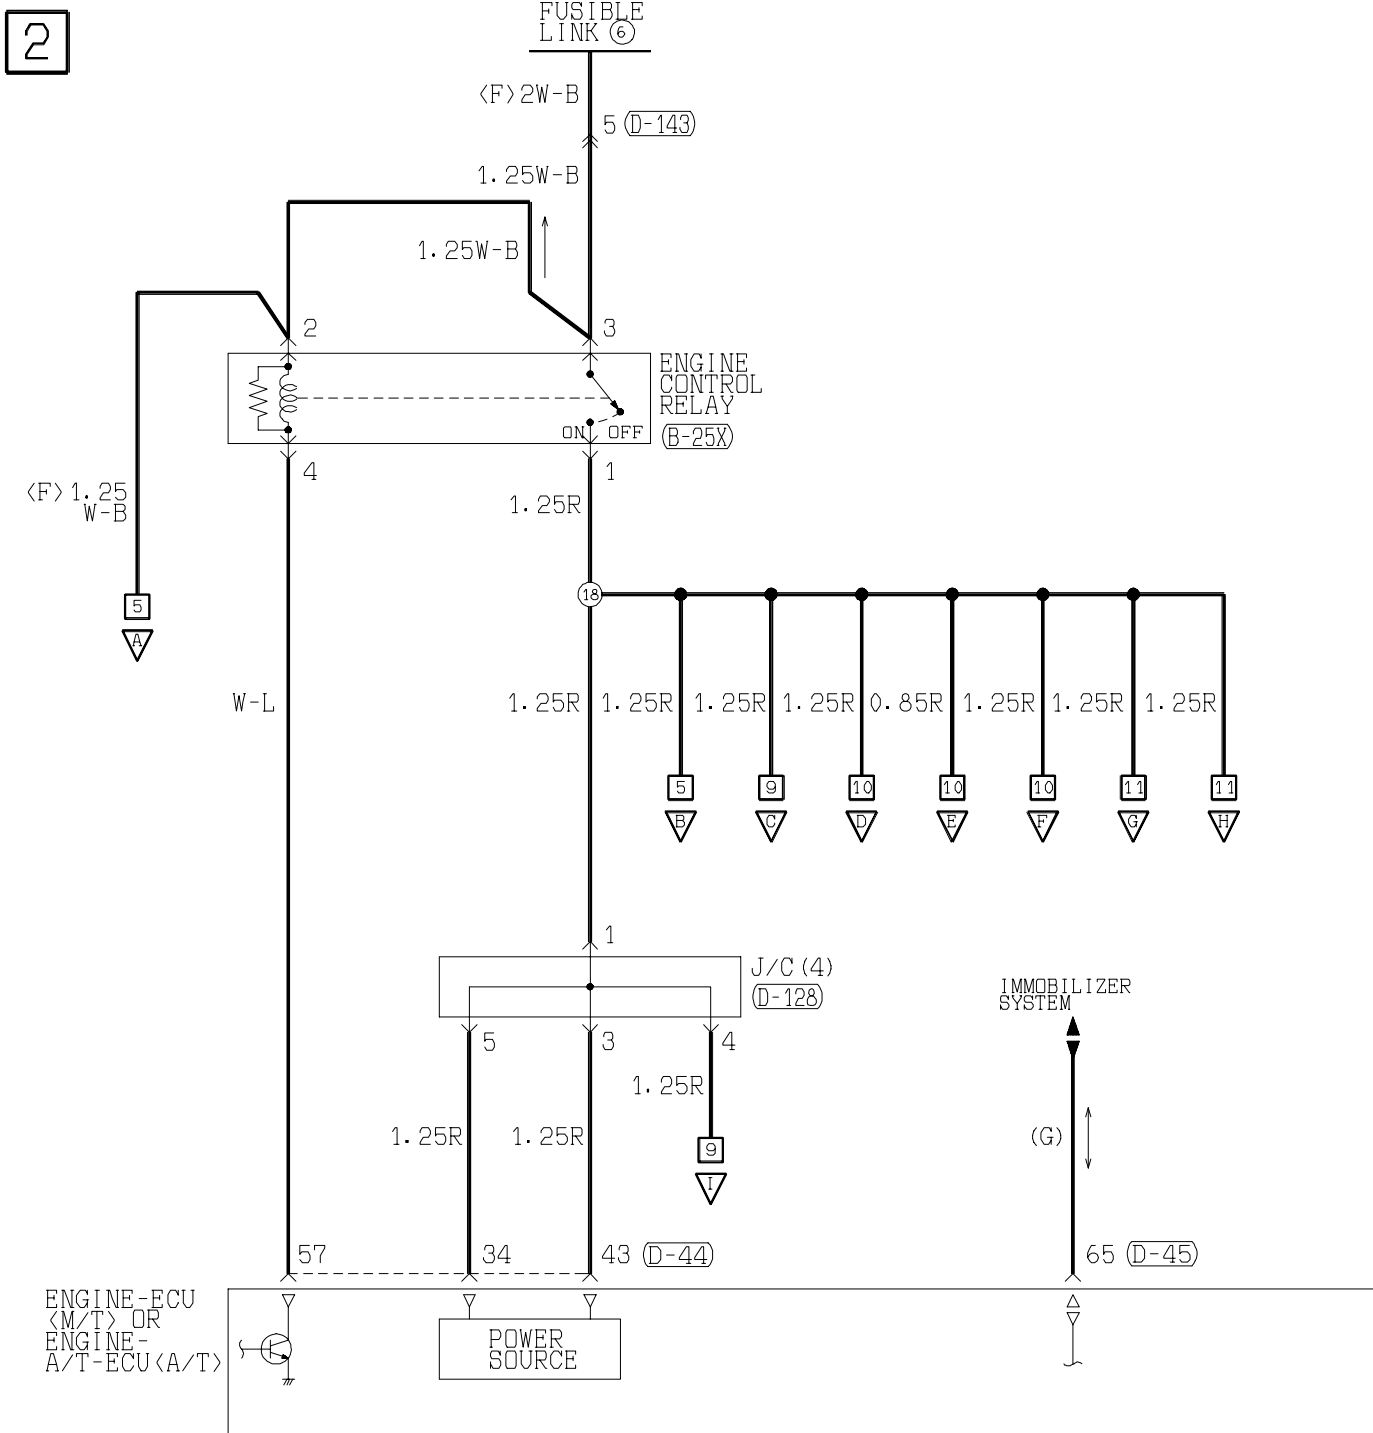 2
FUSIBLE
LINK ⑥
〈F〉2W-B
5 (D-143)
1.25W-B
1.25W-B
2
3
ENGINE
CONTROL
RELAY
(B-25X)
ON OFF
4
1
〈F〉1.25
W-B
1.25R
5
A
18
W-L
1.25R 1.25R 1.25R 1.25R 0.85R 1.25R 1.25R 1.25R
5 9 10 10 10 11 11
B C D E F G H
1
J/C(4)
(D-128)
IMMOBILIZER
SYSTEM
5 3 4
1.25R
1.25R 1.25R
(G)
9
I
57 34 43 (D-44) 65 (D-45)
ENGINE-ECU
〈M/T〉 OR
ENGINE-
A/T-ECU〈A/T〉
POWER
SOURCE